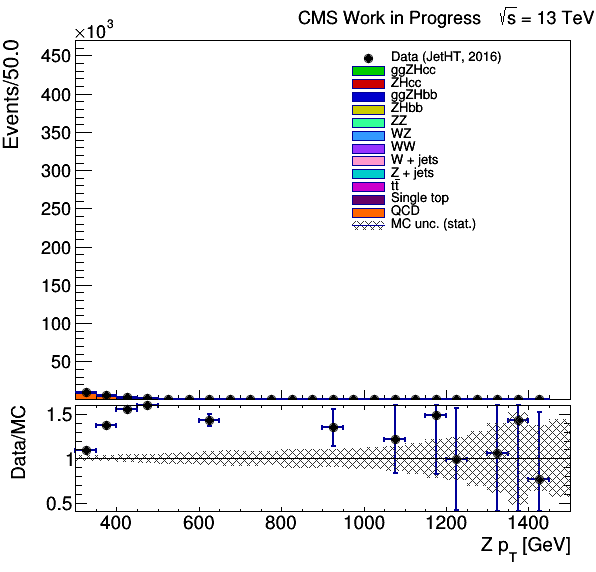 CMS Work in Progress √s = 13 TeV
×10³
Events/50.0
450
400
350
300
250
200
150
100
50
Data (JetHT, 2016)
ggZHcc
ZHcc
ggZHbb
ZHbb
ZZ
WZ
WW
W + jets
Z + jets
tt̄
Single top
QCD
MC unc. (stat.)
Data/MC
1.5
1
0.5
400 600 800 1000 1200 1400
Z p_T [GeV]